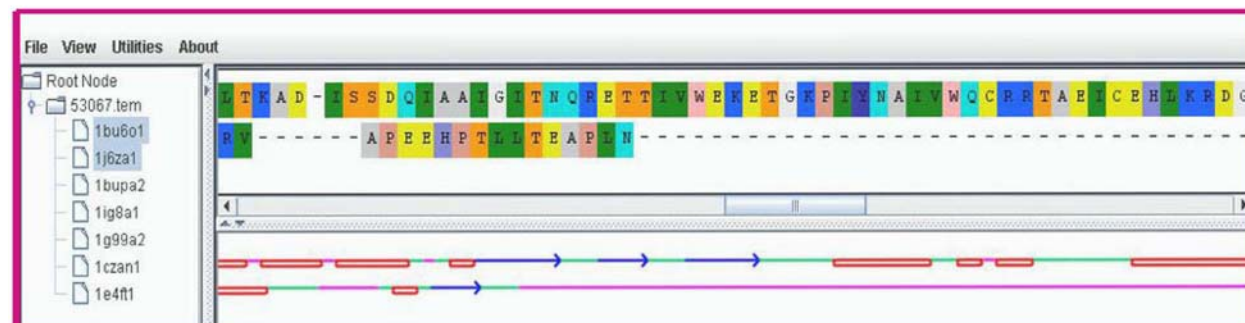 File View Utilities About
Root Node
53067.tem
1bu6o1
1j6za1
1bupa2
1ig8a1
1g99a2
1czan1
1e4ft1
L T K A D - I S S D Q I A A I G I T N Q R E T T I V W E K E T G K P I Y N A I V W Q C R R T A E I C E H L K R D G
R V - - - - - - A P E E H P T L L T E A P L N - - - - - - - - - - - - - - - - - - - - - - - - - - - - - - - - - -